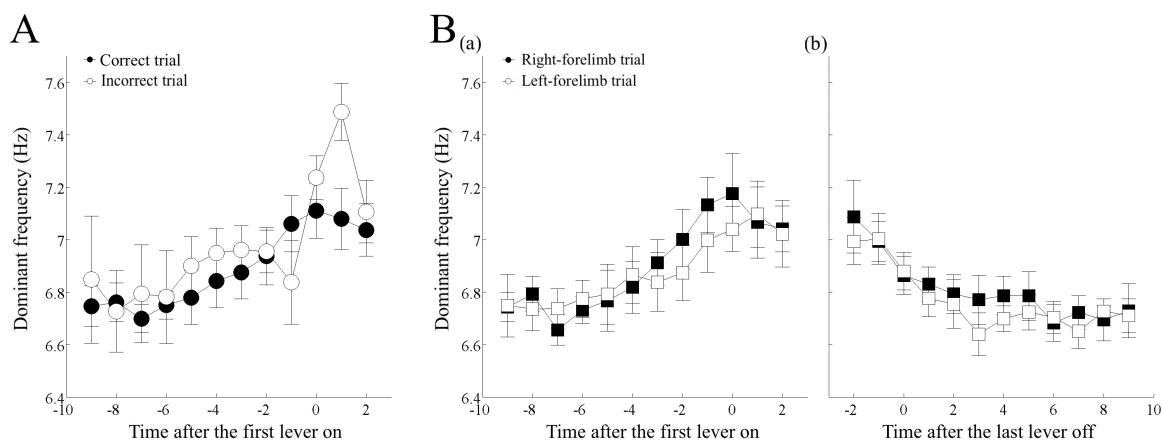 A
B
(a)
(b)
Correct trial
Incorrect trial
Right-forelimb trial
Left-forelimb trial
Dominant frequency (Hz)
7.6
7.4
7.2
7
6.8
6.6
6.4
-10 -8 -6 -4 -2 0 2
Time after the first lever on
Dominant frequency (Hz)
7.6
7.4
7.2
7
6.8
6.6
6.4
-10 -8 -6 -4 -2 0 2
Time after the first lever on
-2 0 2 4 6 8 10
Time after the last lever off